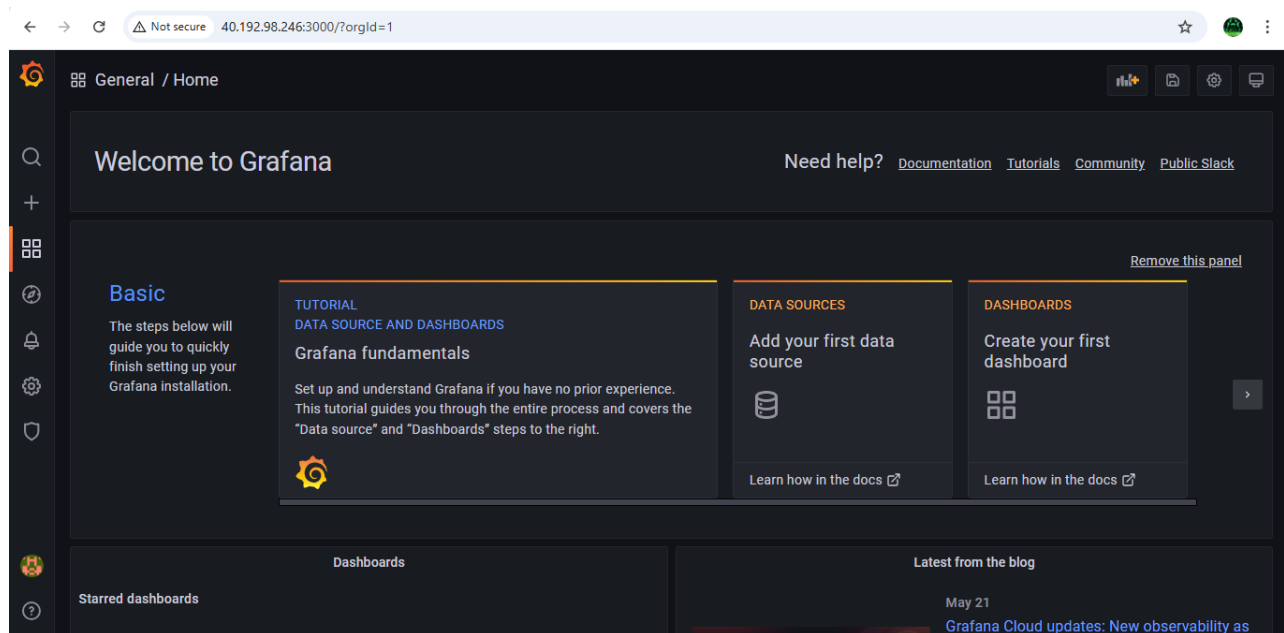 Not secure 40.192.98.246:3000/?orgId=1
General / Home
Welcome to Grafana
Need help? Documentation Tutorials Community Public Slack
Remove this panel
Basic
The steps below will
guide you to quickly
finish setting up your
Grafana installation.
TUTORIAL
DATA SOURCE AND DASHBOARDS
Grafana fundamentals
Set up and understand Grafana if you have no prior experience.
This tutorial guides you through the entire process and covers the
“Data source” and “Dashboards” steps to the right.
DATA SOURCES
Add your first data
source
Learn how in the docs
DASHBOARDS
Create your first
dashboard
Learn how in the docs
Dashboards
Starred dashboards
Latest from the blog
May 21
Grafana Cloud updates: New observability as